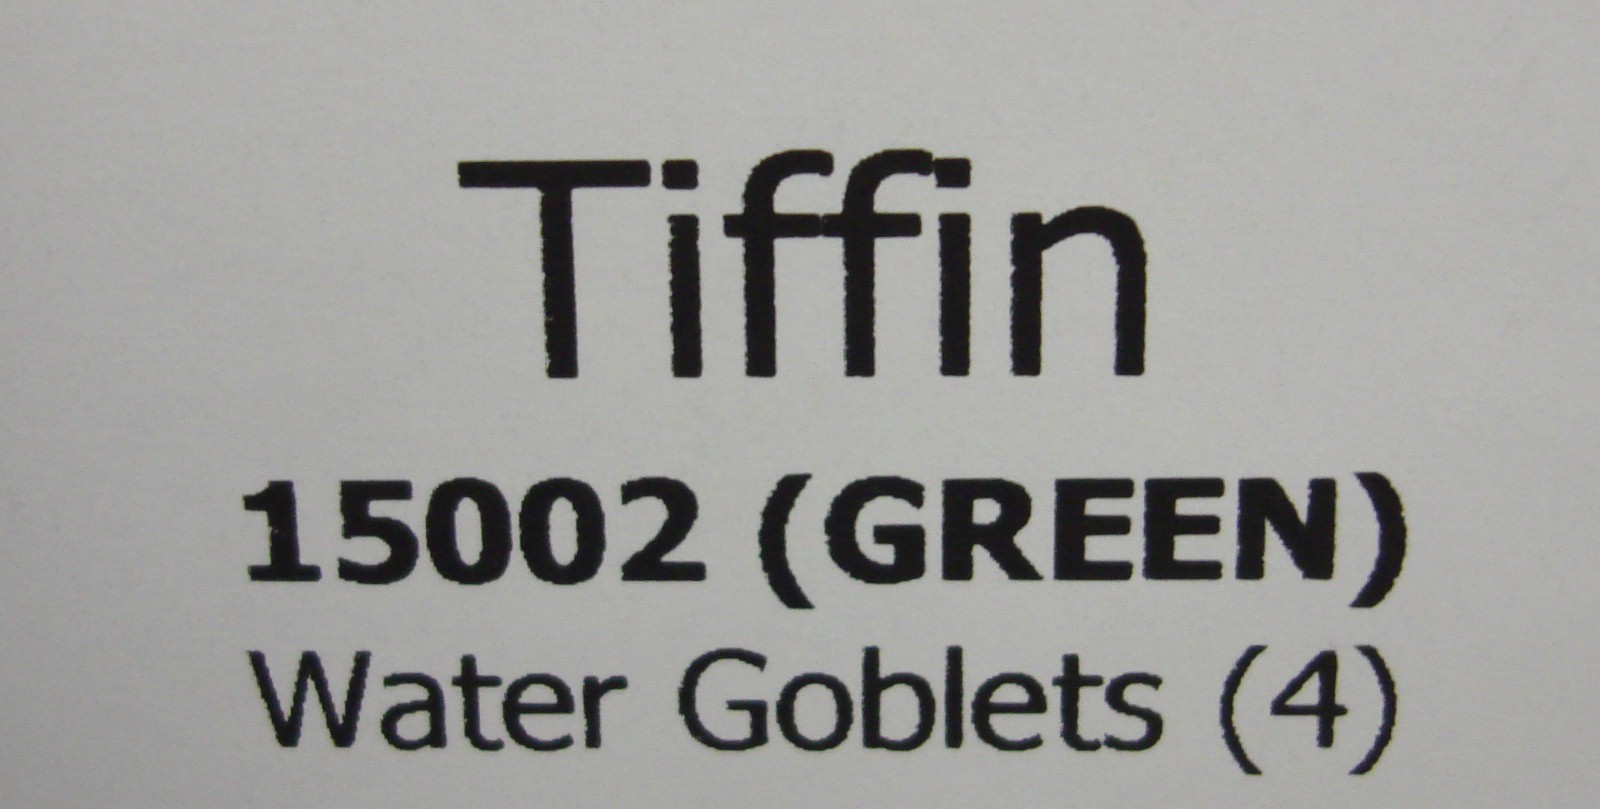 Tiffin
15002 (GREEN)
Water Goblets (4)